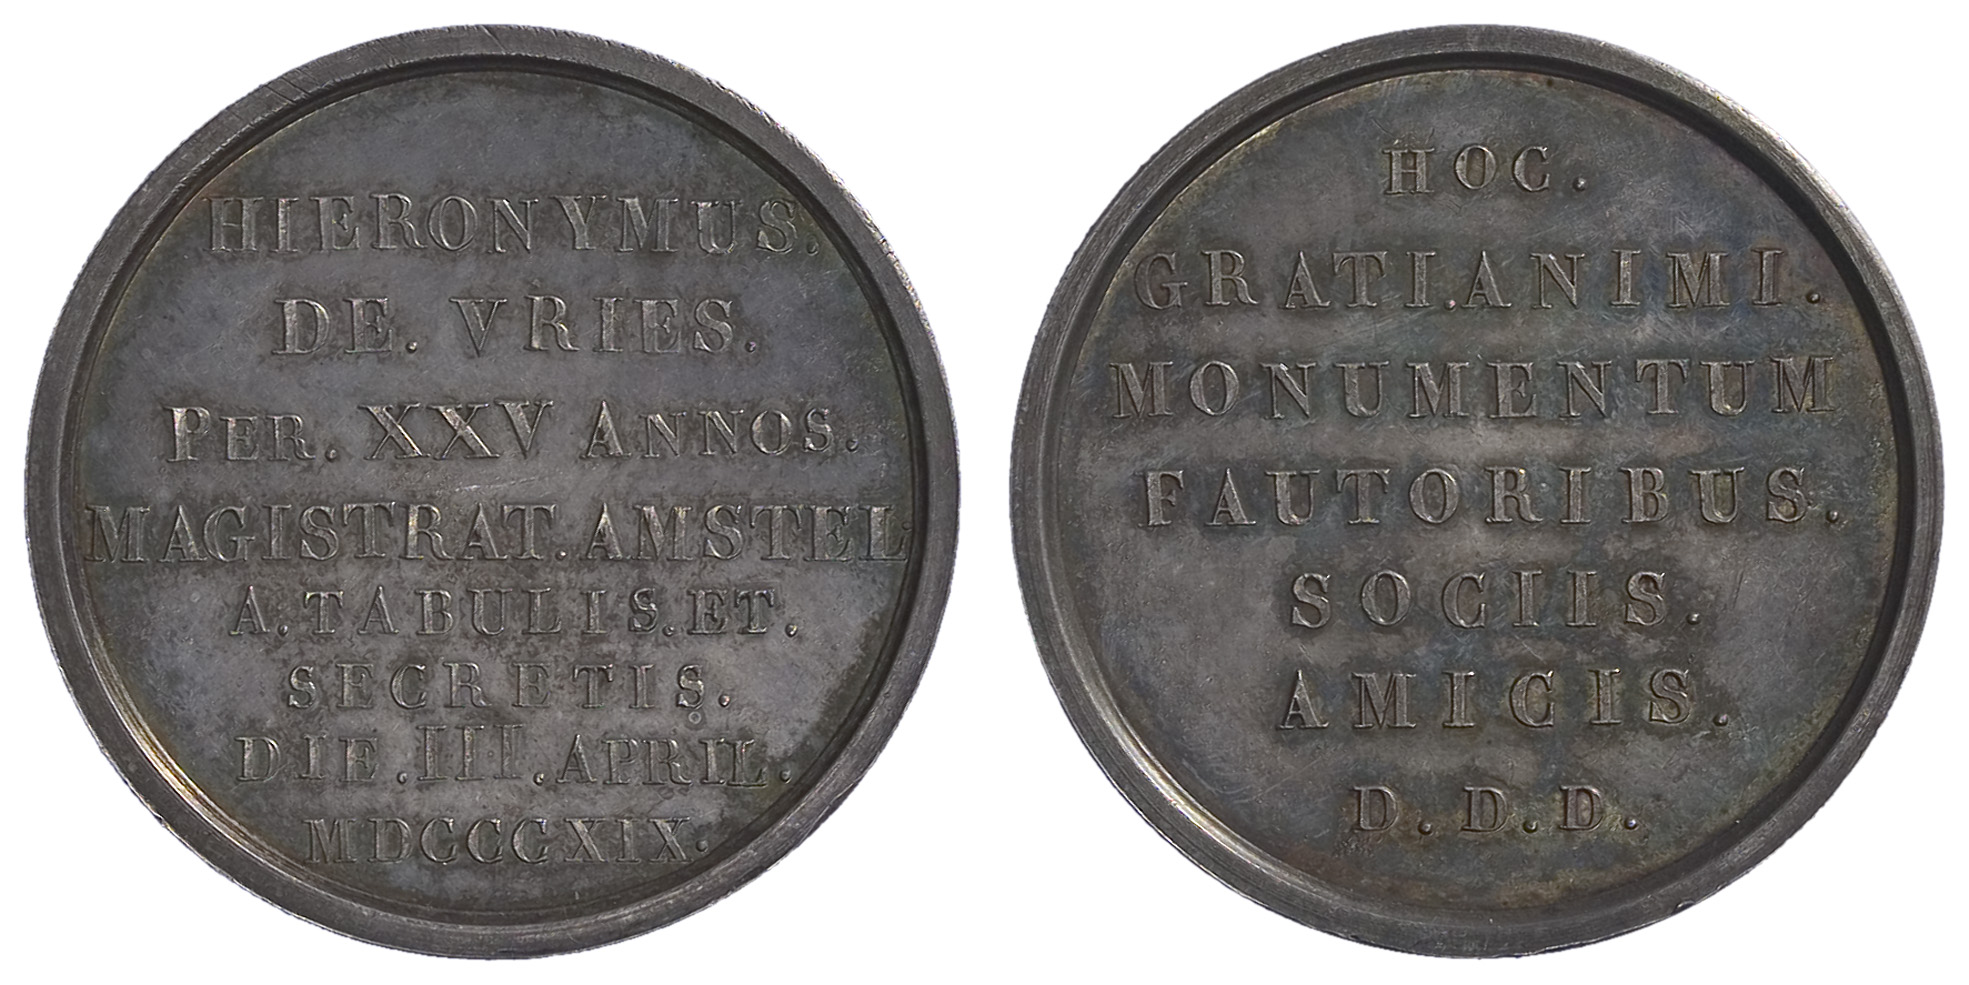 HIERONYMUS.
DE. VRIES.
PER. XXV ANNOS.
MAGISTRAT. AMSTEL.
A. TABULIS. ET.
SECRETIS.
DIE. III. APRIL.
MDCCCXIX.
HOC.
GRATI. ANIMI.
MONUMENTUM
FAUTORIBUS.
SOCIIS.
AMICIS.
D. D. D.